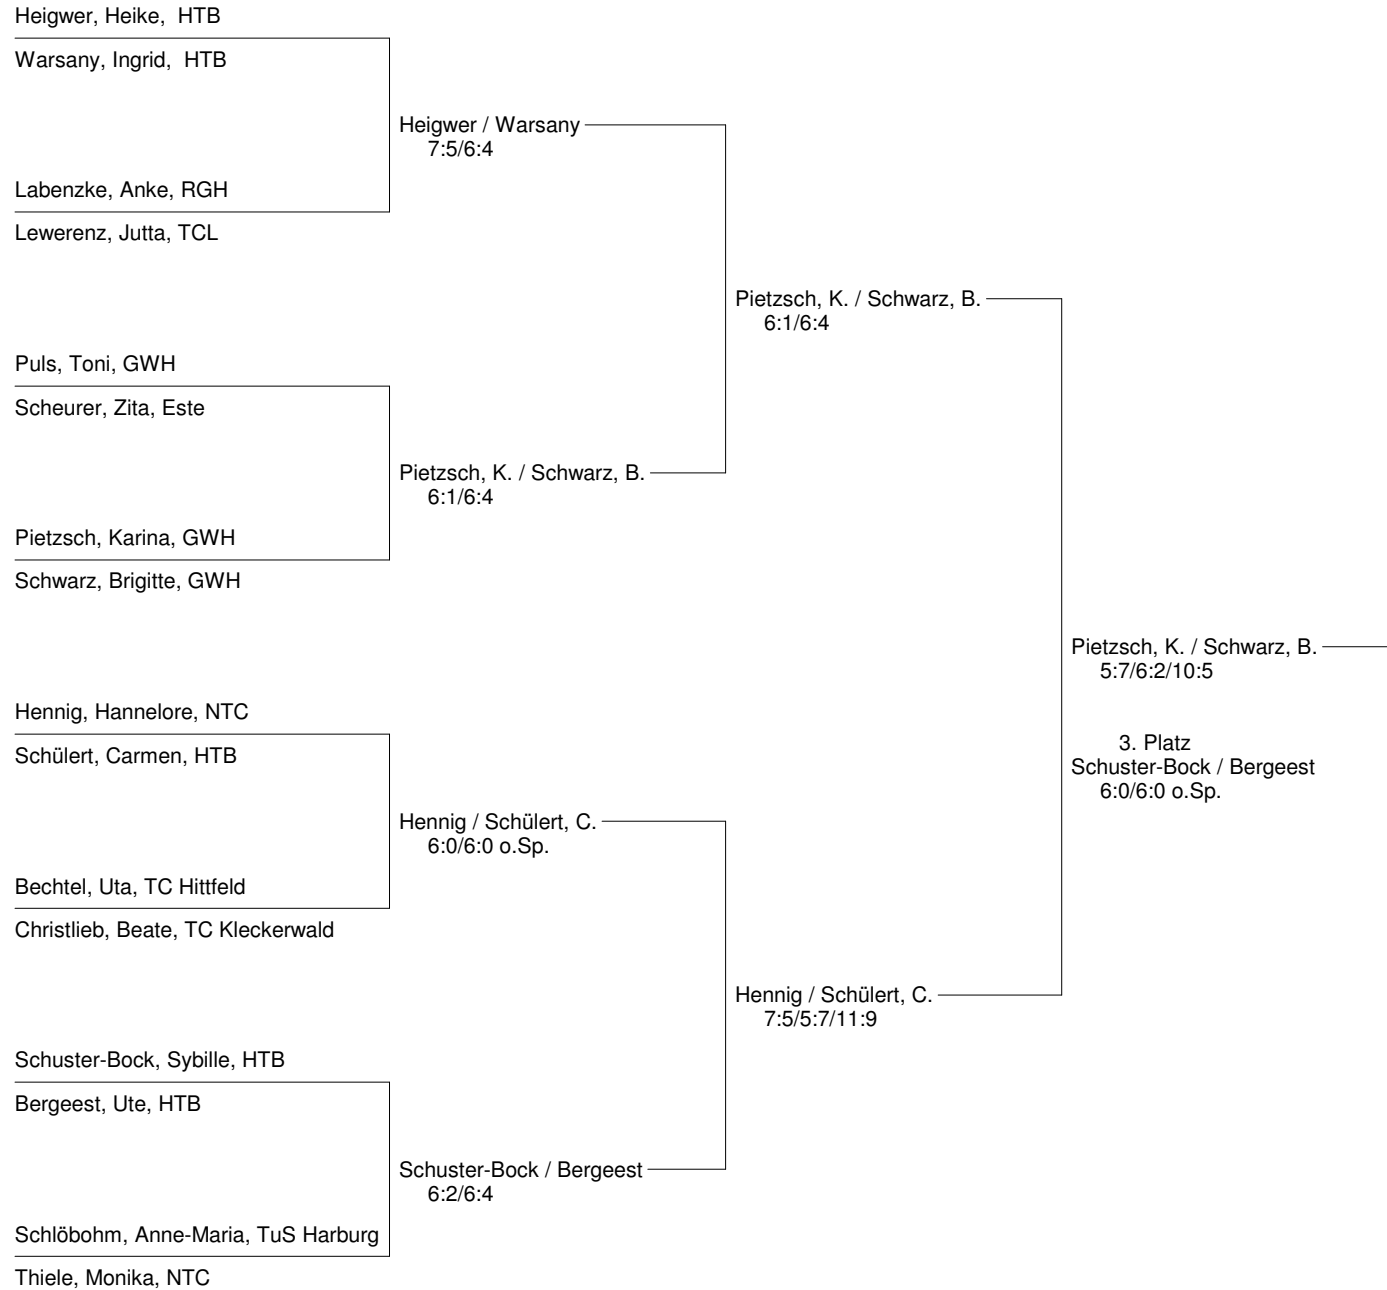 Heigwer, Heike,  HTB
Warsany, Ingrid,  HTB
Heigwer / Warsany
7:5/6:4
Labenzke, Anke, RGH
Lewerenz, Jutta, TCL
Pietzsch, K. / Schwarz, B.
6:1/6:4
Puls, Toni, GWH
Scheurer, Zita, Este
Pietzsch, K. / Schwarz, B.
6:1/6:4
Pietzsch, Karina, GWH
Schwarz, Brigitte, GWH
Pietzsch, K. / Schwarz, B.
5:7/6:2/10:5
Hennig, Hannelore, NTC
Schülert, Carmen, HTB
3. Platz
Schuster-Bock / Bergeest
6:0/6:0 o.Sp.
Hennig / Schülert, C.
6:0/6:0 o.Sp.
Bechtel, Uta, TC Hittfeld
Christlieb, Beate, TC Kleckerwald
Hennig / Schülert, C.
7:5/5:7/11:9
Schuster-Bock, Sybille, HTB
Bergeest, Ute, HTB
Schuster-Bock / Bergeest
6:2/6:4
Schlöbohm, Anne-Maria, TuS Harburg
Thiele, Monika, NTC